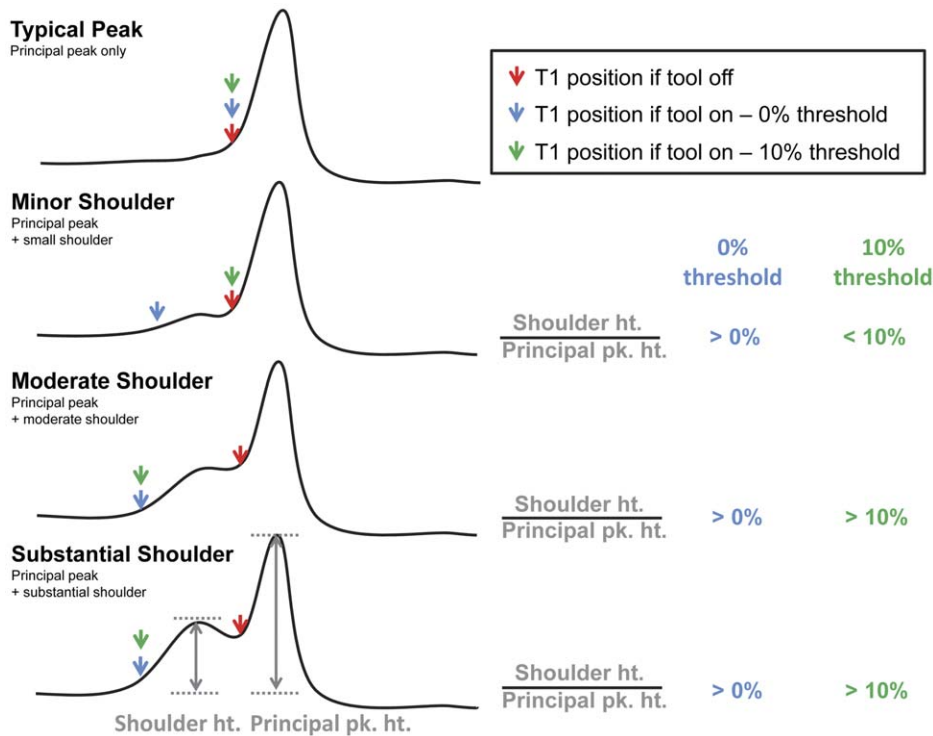 Typical Peak
Principal peak only
T1 position if tool off
T1 position if tool on – 0% threshold
T1 position if tool on – 10% threshold
Minor Shoulder
Principal peak
+ small shoulder
0%
threshold
10%
threshold
Shoulder ht.
Principal pk. ht.
> 0%
< 10%
Moderate Shoulder
Principal peak
+ moderate shoulder
Shoulder ht.
Principal pk. ht.
> 0%
> 10%
Substantial Shoulder
Principal peak
+ substantial shoulder
Shoulder ht.
Principal pk. ht.
> 0%
> 10%
Shoulder ht.
Principal pk. ht.